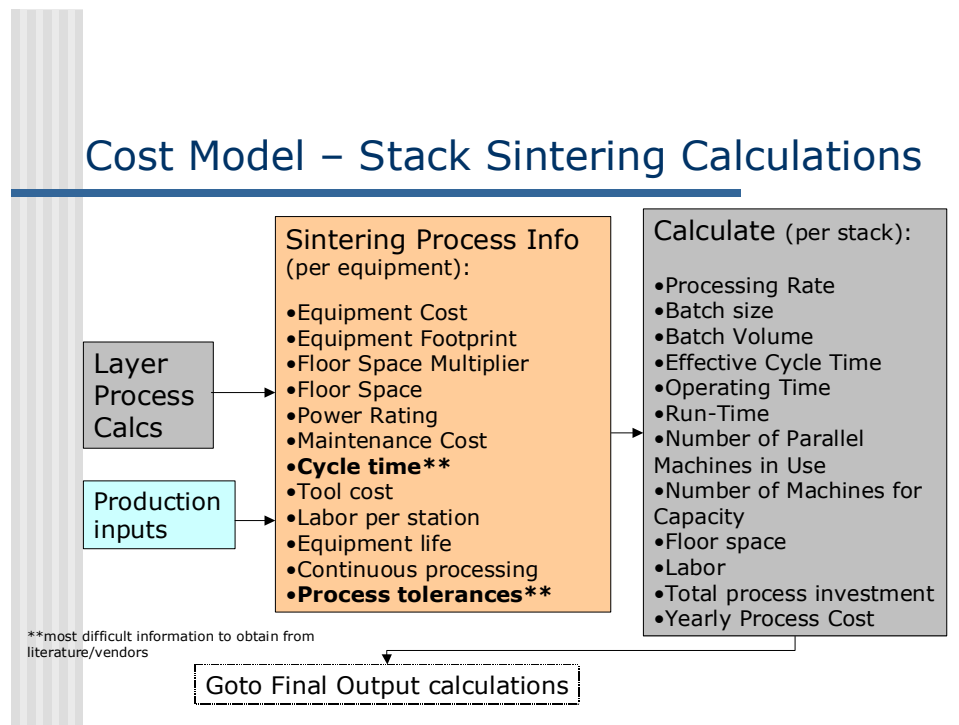 Cost Model – Stack Sintering Calculations
Layer
Process
Calcs
Production
inputs
Sintering Process Info
(per equipment):
•Equipment Cost
•Equipment Footprint
•Floor Space Multiplier
•Floor Space
•Power Rating
•Maintenance Cost
•Cycle time**
•Tool cost
•Labor per station
•Equipment life
•Continuous processing
•Process tolerances**
Calculate (per stack):
•Processing Rate
•Batch size
•Batch Volume
•Effective Cycle Time
•Operating Time
•Run-Time
•Number of Parallel
Machines in Use
•Number of Machines for
Capacity
•Floor space
•Labor
•Total process investment
•Yearly Process Cost
**most difficult information to obtain from
literature/vendors
Goto Final Output calculations